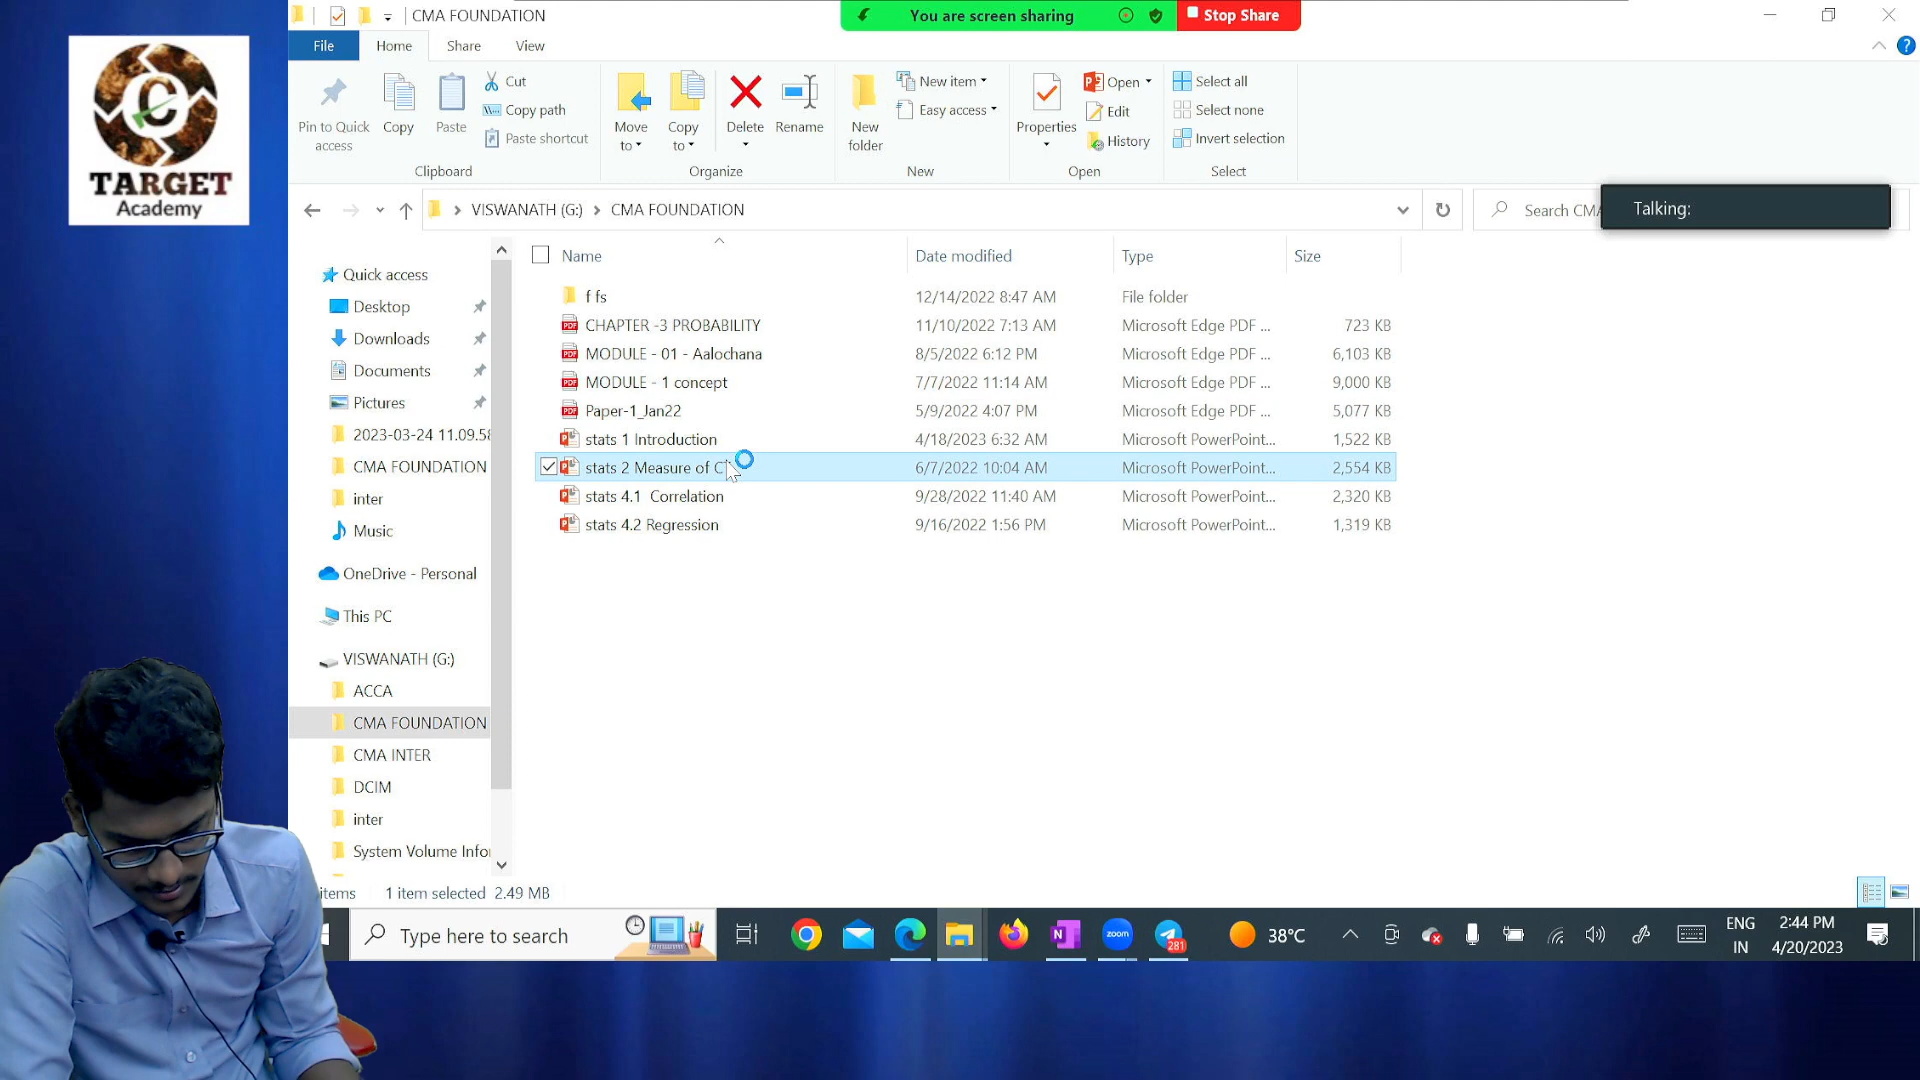 CMA FOUNDATION
You are screen sharing
Stop Share
TARGET
Academy
File
Home
Share
View
Pin to Quick access
Copy
Paste
Cut
Copy path
Paste shortcut
Clipboard
Move to
Copy to
Delete
Rename
Organize
New folder
New item
Easy access
New
Properties
Open
Edit
History
Open
Select all
Select none
Invert selection
Select
VISWANATH (G:) > CMA FOUNDATION
Search CMA
Talking:
Name Date modified Type Size
f fs 12/14/2022 8:47 AM File folder
CHAPTER -3 PROBABILITY 11/10/2022 7:13 AM Microsoft Edge PDF ... 723 KB
MODULE - 01 - Aalochana 8/5/2022 6:12 PM Microsoft Edge PDF ... 6,103 KB
MODULE - 1 concept 7/7/2022 11:14 AM Microsoft Edge PDF ... 9,000 KB
Paper-1_Jan22 5/9/2022 4:07 PM Microsoft Edge PDF ... 5,077 KB
stats 1 Introduction 4/18/2023 6:32 AM Microsoft PowerPoint... 1,522 KB
stats 2 Measure of C 6/7/2022 10:04 AM Microsoft PowerPoint... 2,554 KB
stats 4.1 Correlation 9/28/2022 11:40 AM Microsoft PowerPoint... 2,320 KB
stats 4.2 Regression 9/16/2022 1:56 PM Microsoft PowerPoint... 1,319 KB
Quick access
Desktop
Downloads
Documents
Pictures
2023-03-24 11.09.58
CMA FOUNDATION
inter
Music
OneDrive - Personal
This PC
VISWANATH (G:)
ACCA
CMA FOUNDATION
CMA INTER
DCIM
inter
System Volume Infor
items 1 item selected 2.49 MB
Type here to search
zoom
281
38°C
ENG
IN
2:44 PM
4/20/2023